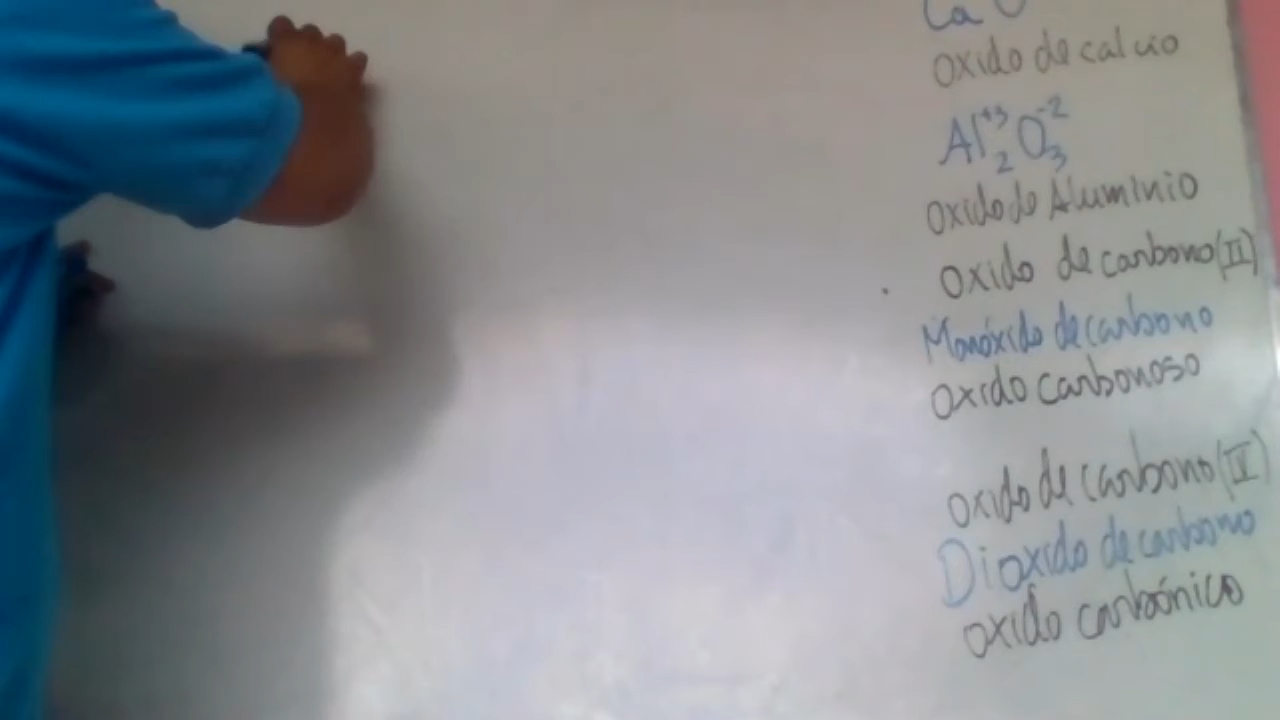 Ca O
oxido de calcio
Al₂⁺³O₃⁻²
oxido de Aluminio
oxido de carbono (II)
Monóxido de carbono
oxido carbonoso
oxido de carbono (IV)
Dioxido de carbono
oxido carbónico